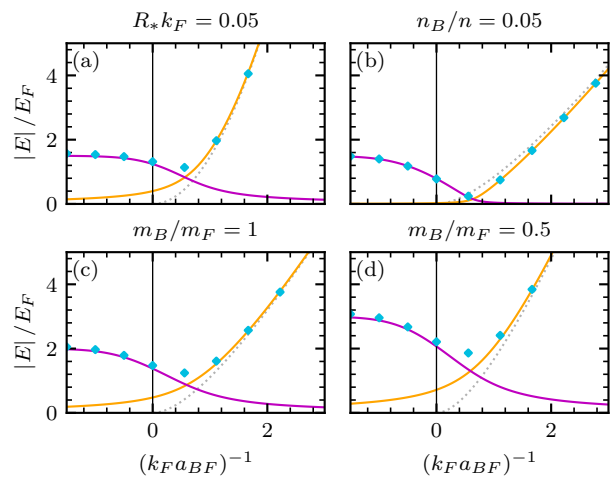 R_* k_F = 0.05
n_B/n = 0.05
(a)
(b)
|E|/E_F
4
2
0
m_B/m_F = 1
m_B/m_F = 0.5
(c)
(d)
|E|/E_F
4
2
0
0 2 0 2
(k_F a_{BF})^{-1} (k_F a_{BF})^{-1}